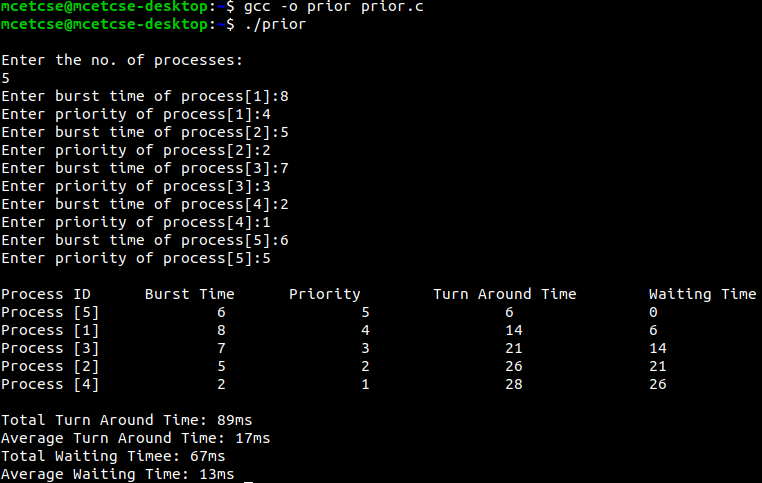 mcetcse@mcetcse-desktop:~$ gcc -o prior prior.c
mcetcse@mcetcse-desktop:~$ ./prior
Enter the no. of processes:
5
Enter burst time of process[1]:8
Enter priority of process[1]:4
Enter burst time of process[2]:5
Enter priority of process[2]:2
Enter burst time of process[3]:7
Enter priority of process[3]:3
Enter burst time of process[4]:2
Enter priority of process[4]:1
Enter burst time of process[5]:6
Enter priority of process[5]:5
Process ID Burst Time Priority Turn Around Time Waiting Time
Process [5] 6 5 6 0
Process [1] 8 4 14 6
Process [3] 7 3 21 14
Process [2] 5 2 26 21
Process [4] 2 1 28 26
Total Turn Around Time: 89ms
Average Turn Around Time: 17ms
Total Waiting Timee: 67ms
Average Waiting Time: 13ms